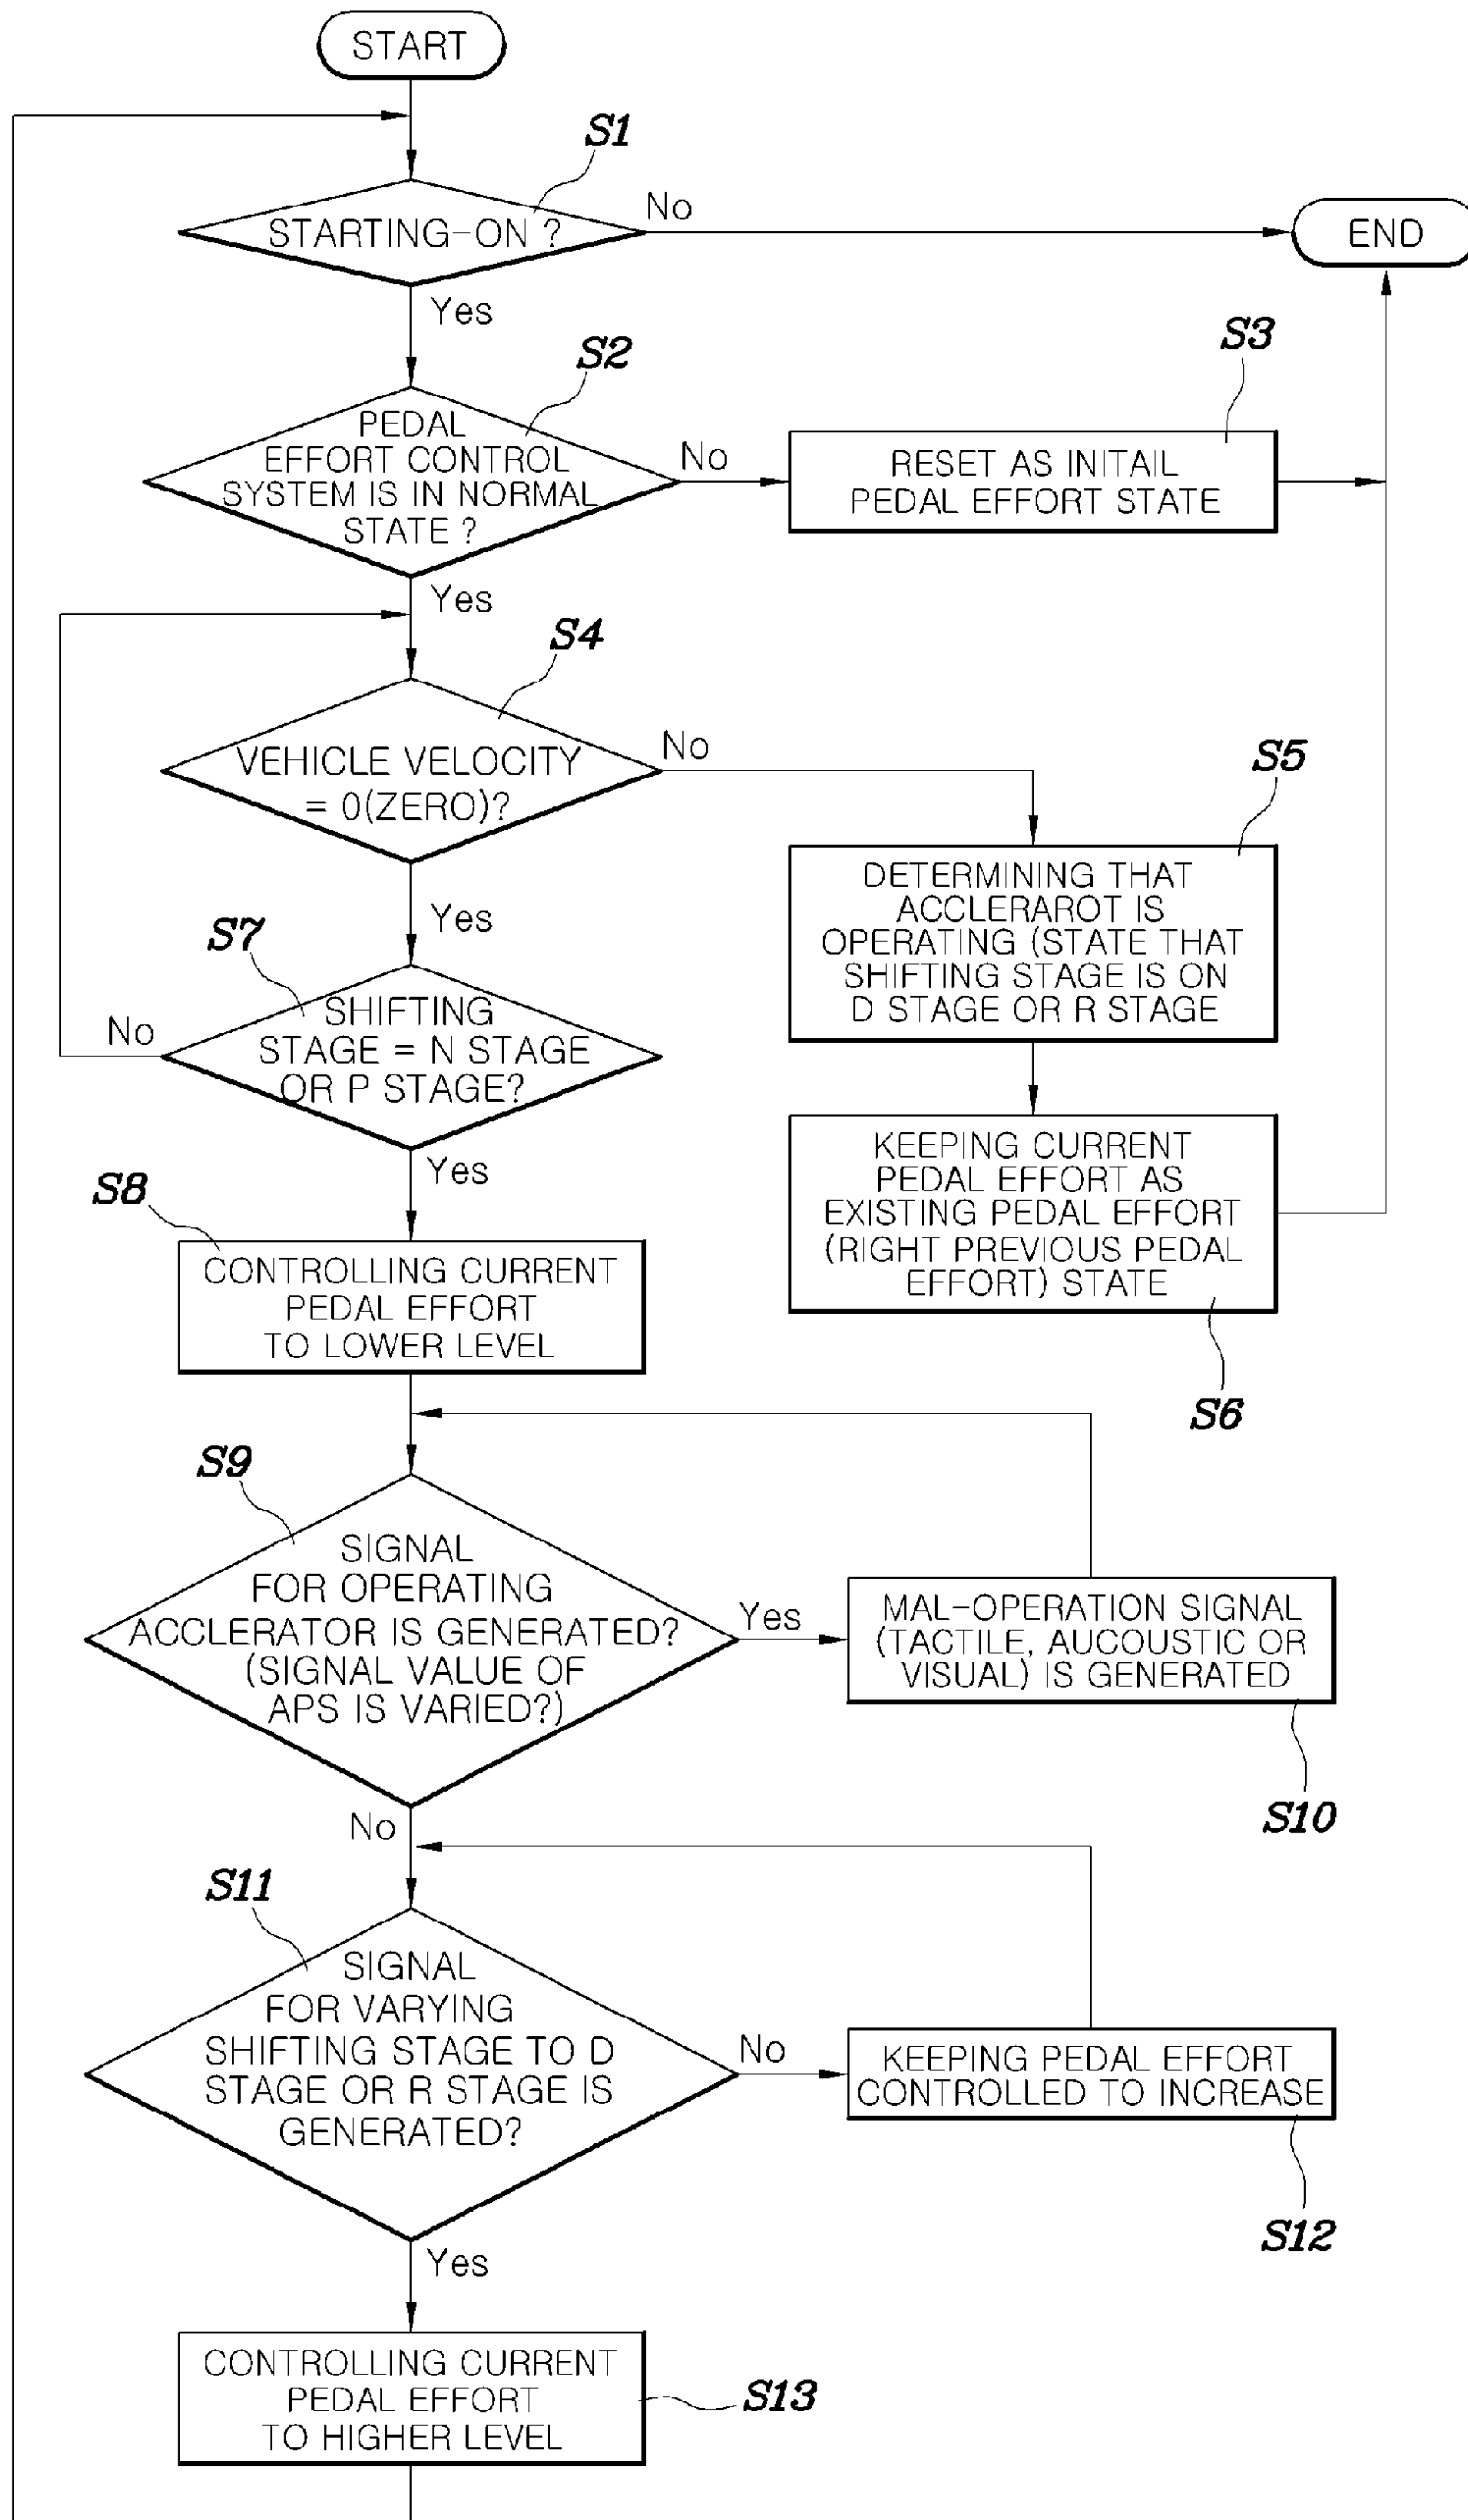 START
S1
STARTING-ON ?
No
END
Yes
S2
S3
PEDAL
EFFORT CONTROL
SYSTEM IS IN NORMAL
STATE ?
No
RESET AS INITAIL
PEDAL EFFORT STATE
Yes
S4
VEHICLE VELOCITY
= 0(ZERO)?
No
S5
DETERMINING THAT
ACCLERAROT IS
OPERATING (STATE THAT
SHIFTING STAGE IS ON
D STAGE OR R STAGE
Yes
S7
SHIFTING
STAGE = N STAGE
OR P STAGE?
No
KEEPING CURRENT
PEDAL EFFORT AS
EXISTING PEDAL EFFORT
(RIGHT PREVIOUS PEDAL
EFFORT) STATE
S6
Yes
S8
CONTROLLING CURRENT
PEDAL EFFORT
TO LOWER LEVEL
S9
SIGNAL
FOR OPERATING
ACCLERATOR IS GENERATED?
(SIGNAL VALUE OF
APS IS VARIED?)
Yes
MAL-OPERATION SIGNAL
(TACTILE, AUCOUSTIC OR
VISUAL) IS GENERATED
S10
No
S11
SIGNAL
FOR VARYING
SHIFTING STAGE TO D
STAGE OR R STAGE IS
GENERATED?
No
KEEPING PEDAL EFFORT
CONTROLLED TO INCREASE
S12
Yes
CONTROLLING CURRENT
PEDAL EFFORT
TO HIGHER LEVEL
S13